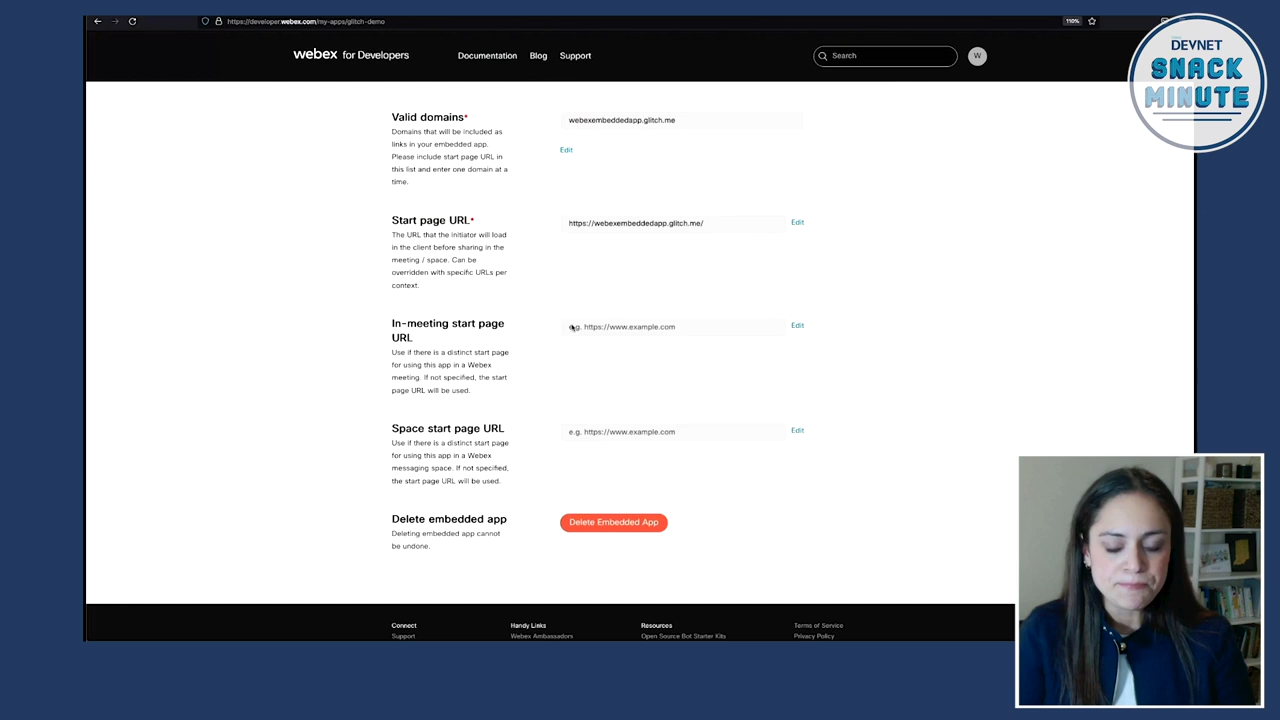 https://developer.webex.com/my-apps/glitch-demo
110%
webex for Developers
Documentation
Blog
Support
Search
W
DEVNET
SNACK
MINUTE
Valid domains*
Domains that will be included as
links in your embedded app.
Please include start page URL in
this list and enter one domain at a
time.
webexembeddedapp.glitch.me
Edit
Start page URL*
The URL that the initiator will load
in the client before sharing in the
meeting / space. Can be
overridden with specific URLs per
context.
https://webexembeddedapp.glitch.me/
Edit
In-meeting start page
URL
Use if there is a distinct start page
for using this app in a Webex
meeting. If not specified, the start
page URL will be used.
e.g. https://www.example.com
Edit
Space start page URL
Use if there is a distinct start page
for using this app in a Webex
messaging space. If not specified,
the start page URL will be used.
e.g. https://www.example.com
Edit
Delete embedded app
Deleting embedded app cannot
be undone.
Delete Embedded App
Connect
Support
Handy Links
Webex Ambassadors
Resources
Open Source Bot Starter Kits
Terms of Service
Privacy Policy